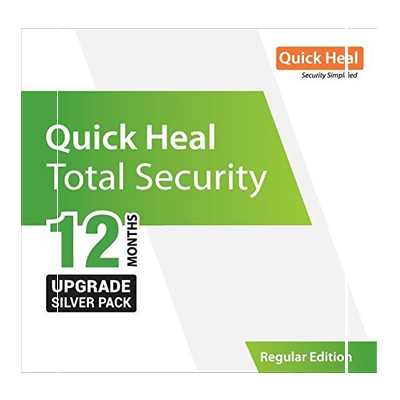 Quick Heal
Security Simplified
Quick Heal
Total Security
12
MONTHS
UPGRADE
SILVER PACK
Regular Edition